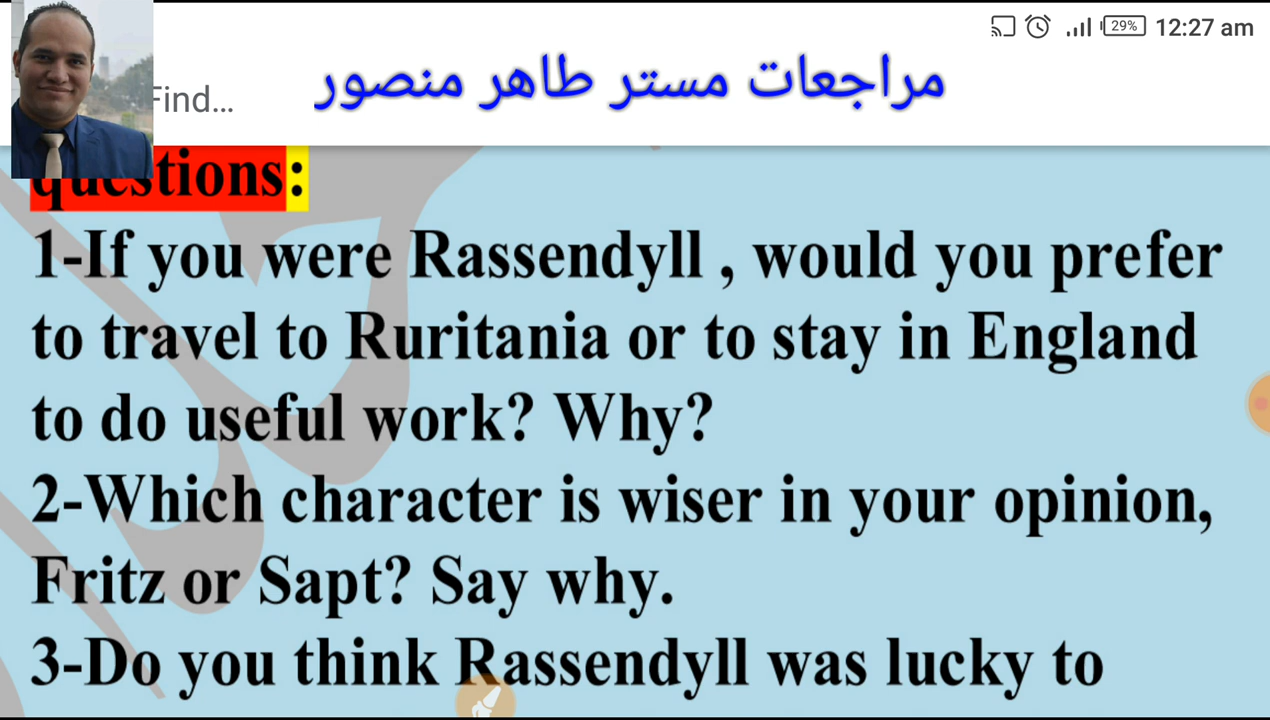 29% 12:27 am
مراجعات مستر طاهر منصور
Find...
questions:
1-If you were Rassendyll , would you prefer
to travel to Ruritania or to stay in England
to do useful work? Why?
2-Which character is wiser in your opinion,
Fritz or Sapt? Say why.
3-Do you think Rassendyll was lucky to